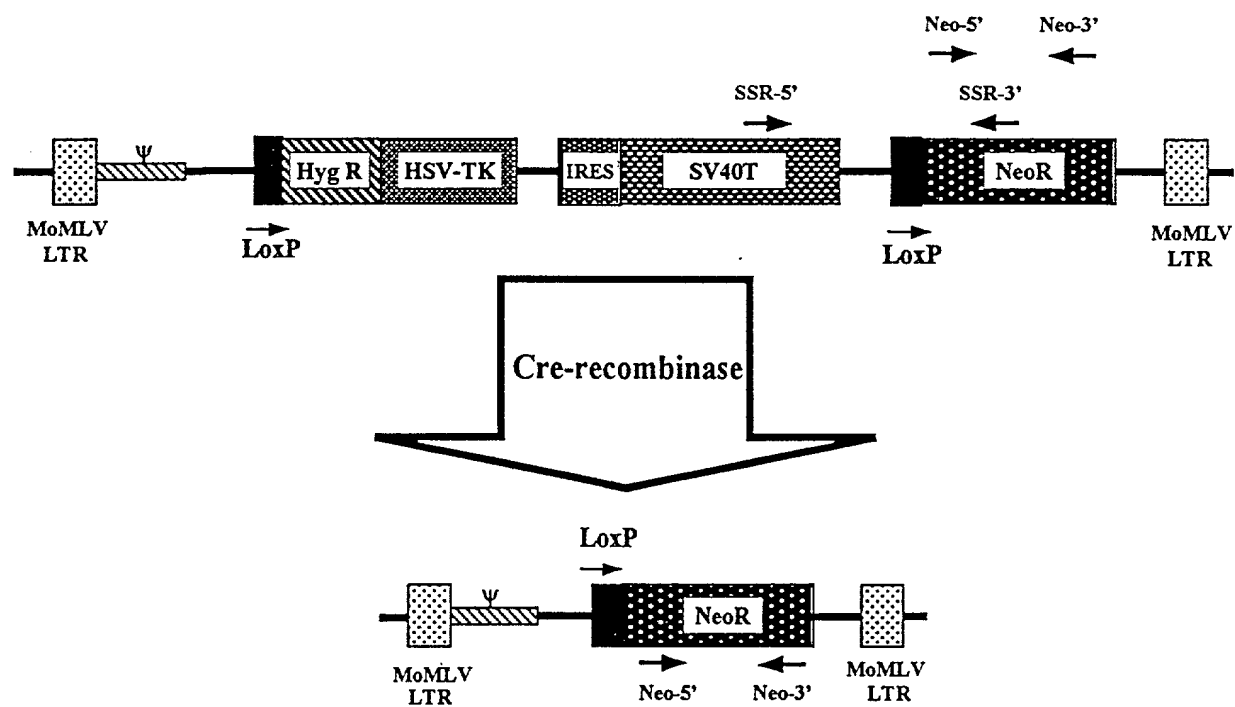 Neo-5' Neo-3'
SSR-5' SSR-3'
Ψ
Hyg R HSV-TK IRES SV40T NeoR
MoMLV
LTR
LoxP
LoxP
MoMLV
LTR
Cre-recombinase
LoxP
Ψ
NeoR
MoMLV
LTR
Neo-5' Neo-3'
MoMLV
LTR